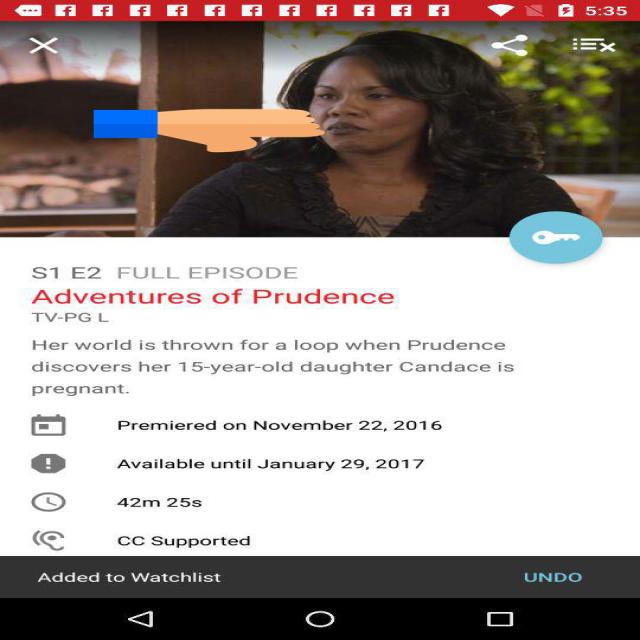 5:35
S1 E2 FULL EPISODE
Adventures of Prudence
TV-PG L
Her world is thrown for a loop when Prudence
discovers her 15-year-old daughter Candace is
pregnant.
Premiered on November 22, 2016
Available until January 29, 2017
42m 25s
CC Supported
Added to Watchlist UNDO